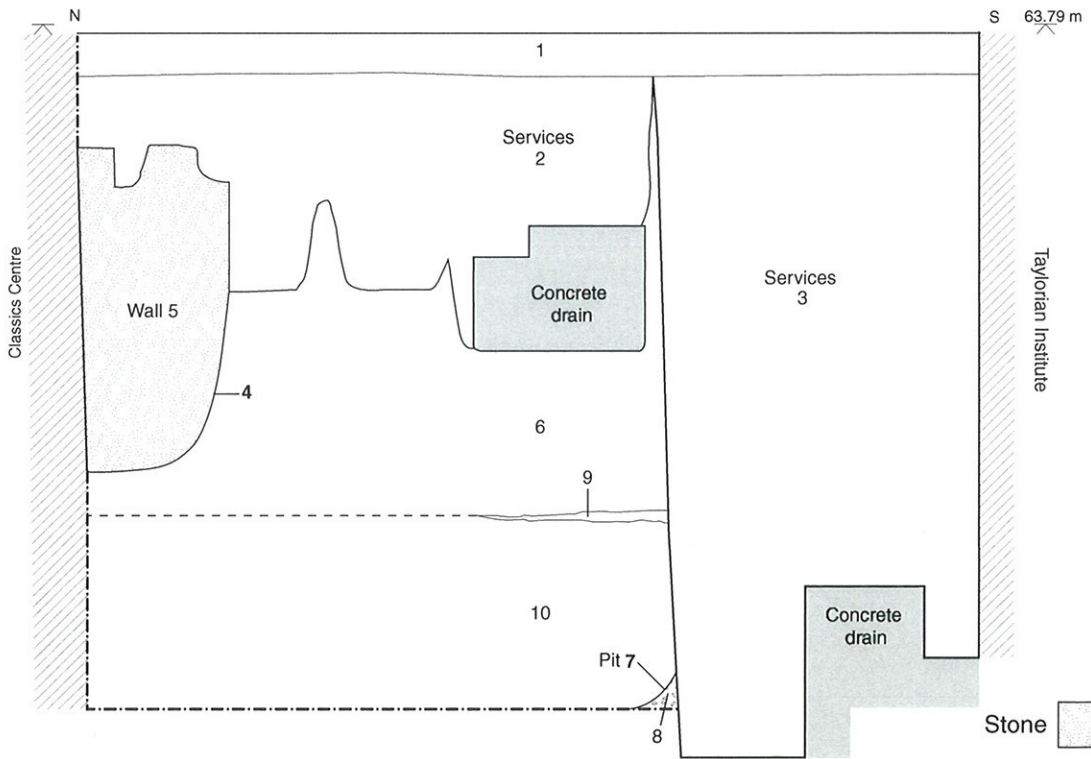 N
S 63.79 m
1
Services
2
Classics Centre
Wall 5
4
Concrete
drain
Services
3
Taylorian Institute
6
9
10
Concrete
drain
Pit 7
8
Stone